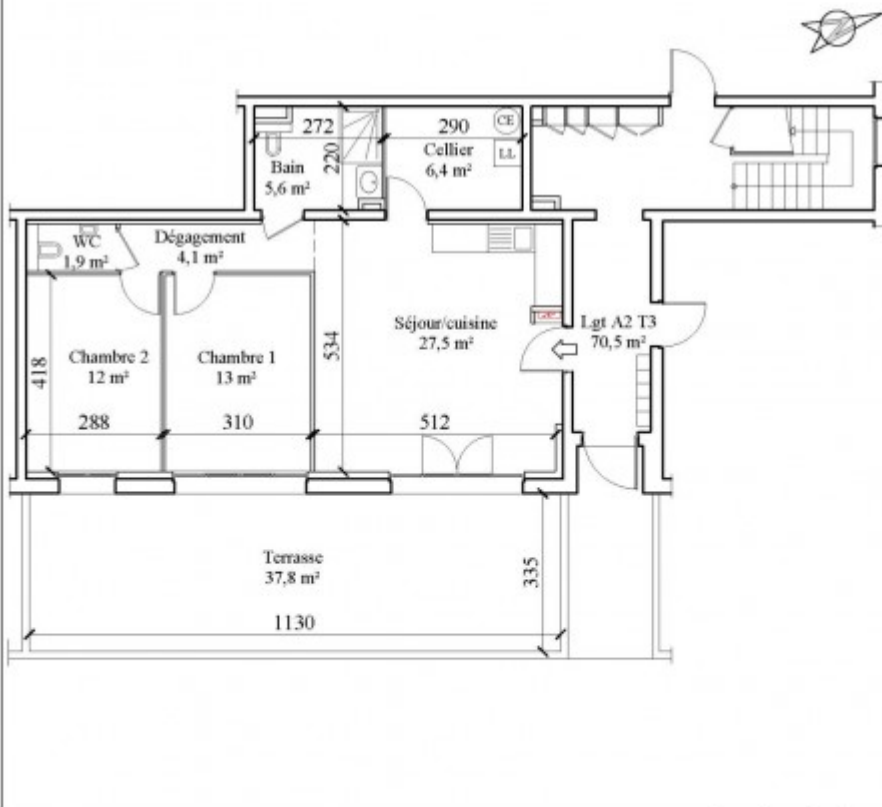 N
272
290
CE
220
Bain
5,6 m²
Cellier
6,4 m²
LL
WC
1,9 m²
Dégagement
4,1 m²
Séjour/cuisine
27,5 m²
Lgt A2 T3
70,5 m²
418
Chambre 2
12 m²
Chambre 1
13 m²
534
288
310
512
Terrasse
37,8 m²
335
1130